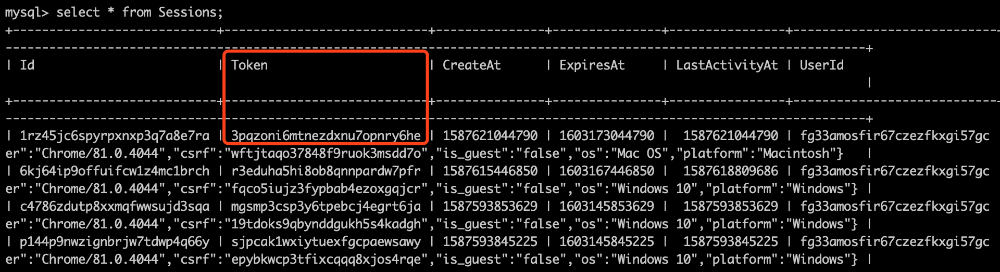 mysql> select * from Sessions;
+----------------------------+----------------------------+---------------+---------------+----------------+----------------------------+
----------------------------------------------------------------------------------------------------------------------+
| Id | Token | CreateAt | ExpiresAt | LastActivityAt | UserId
|
+----------------------------+----------------------------+---------------+---------------+----------------+----------------------------+
----------------------------------------------------------------------------------------------------------------------+
| 1rz45jc6spyrpxnxp3q7a8e7ra | 3pqzoni6mtnezdxnu7opnry6he | 1587621044790 | 1603173044790 | 1587621044790 | fg33amosfir67czezfkxgi57gc
er":"Chrome/81.0.4044","csrf":"wftjtaqo37848f9ruok3msdd7o","is_guest":"false","os":"Mac OS","platform":"Macintosh"} |
| 6kj64ip9offuifcw1z4mc1brch | r3eduha5hi8ob8qnnpardw7pfr | 1587615446850 | 1603167446850 | 1587618809686 | fg33amosfir67czezfkxgi57gc
er":"Chrome/81.0.4044","csrf":"fqco5iujz3fypbab4ezoxgqjcr","is_guest":"false","os":"Windows 10","platform":"Windows"} |
| c4786zdutp8xxmqfwwsujd3sqa | mgsmp3csp3y6tpebcj4egrt6ja | 1587593853629 | 1603145853629 | 1587593853629 | fg33amosfir67czezfkxgi57gc
er":"Chrome/81.0.4044","csrf":"19tdoks9qbynddgukh5s4kadgh","is_guest":"false","os":"Windows 10","platform":"Windows"} |
| p144p9nwzignbrjw7tdwp4q66y | sjpcak1wxiytuexfgcpaewsawy | 1587593845225 | 1603145845225 | 1587593845225 | fg33amosfir67czezfkxgi57gc
er":"Chrome/81.0.4044","csrf":"epybkwcp3tfixcqqq8xjos4rqe","is_guest":"false","os":"Windows 10","platform":"Windows"} |